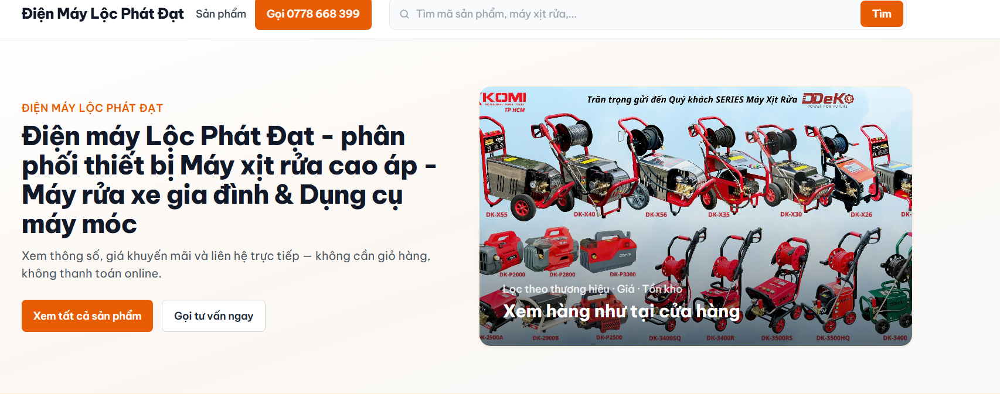 Điện Máy Lộc Phát Đạt
Sản phẩm
Gọi 0778 668 399
Tìm mã sản phẩm, máy xịt rửa,...
Tìm
ĐIỆN MÁY LỘC PHÁT ĐẠT
Điện máy Lộc Phát Đạt - phân
phối thiết bị Máy xịt rửa cao áp -
Máy rửa xe gia đình & Dụng cụ
máy móc
Xem thông số, giá khuyến mãi và liên hệ trực tiếp — không cần giỏ hàng,
không thanh toán online.
Xem tất cả sản phẩm
Gọi tư vấn ngay
KOMI
PROFESSIONAL POWER TOOLS
TP HCM
Trân trọng gửi đến Quý khách SERIES Máy Xịt Rửa
DDeK
POWER FOR FUTURE
DK-X55
DK-X40
DK-X56
DK-X35
DK-X30
DK-X26
DK-
DK-P2000
DK-P2800
DK-P3000
Lọc theo thương hiệu · Giá · Tồn kho
Xem hàng như tại cửa hàng
K-2900A
DK-2900B
DK-P2500
DK-3400SQ
DK-3400R
DK-3500RS
DK-3500HQ
DK-3400